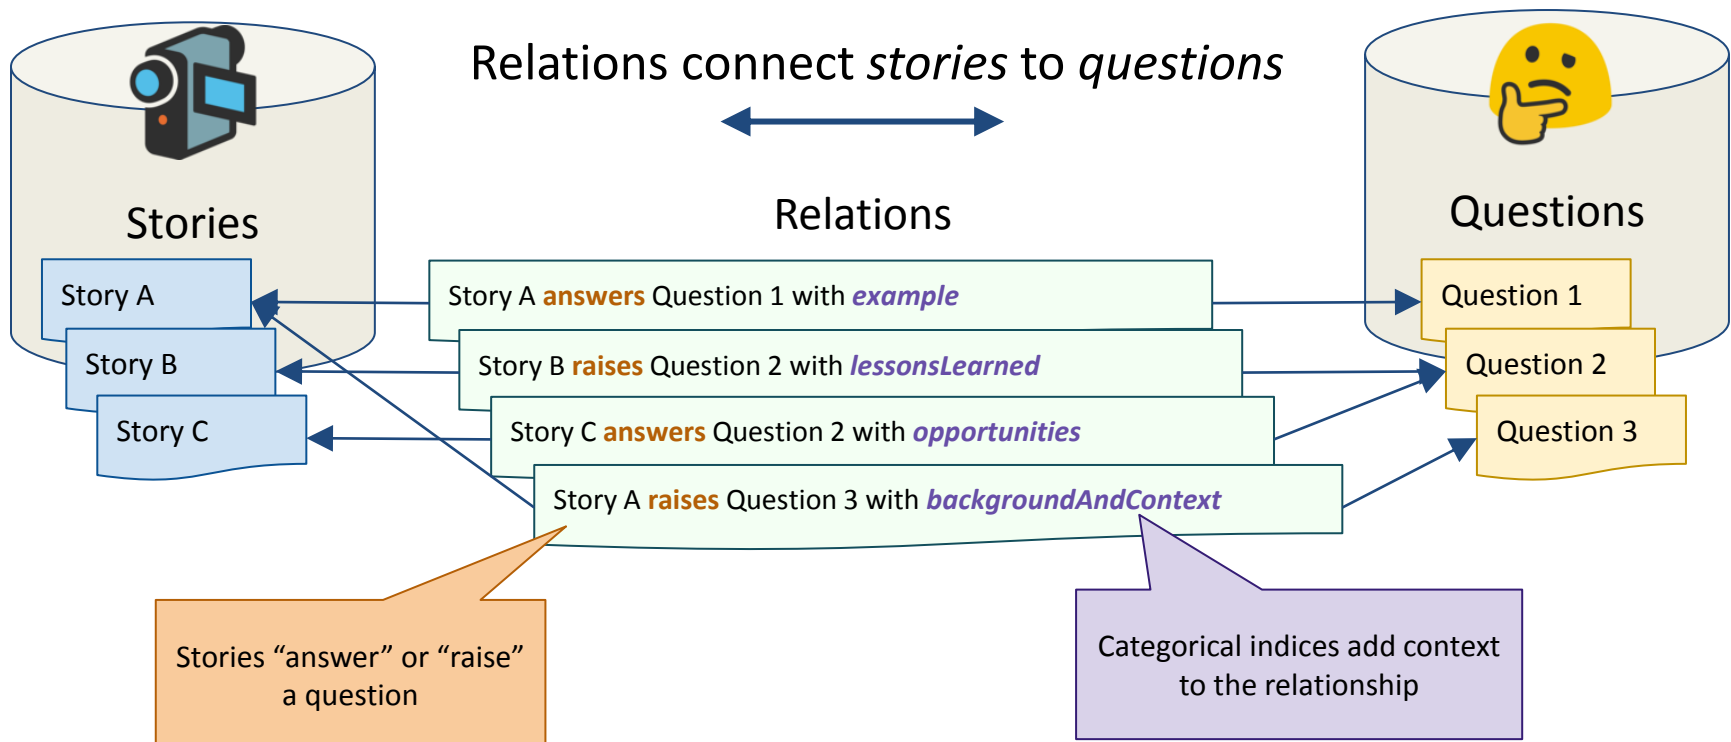 Relations connect stories to questions
Stories
Relations
Questions
Story A
Story B
Story C
Story A answers Question 1 with example
Story B raises Question 2 with lessonsLearned
Story C answers Question 2 with opportunities
Story A raises Question 3 with backgroundAndContext
Question 1
Question 2
Question 3
Stories “answer” or “raise”
a question
Categorical indices add context
to the relationship